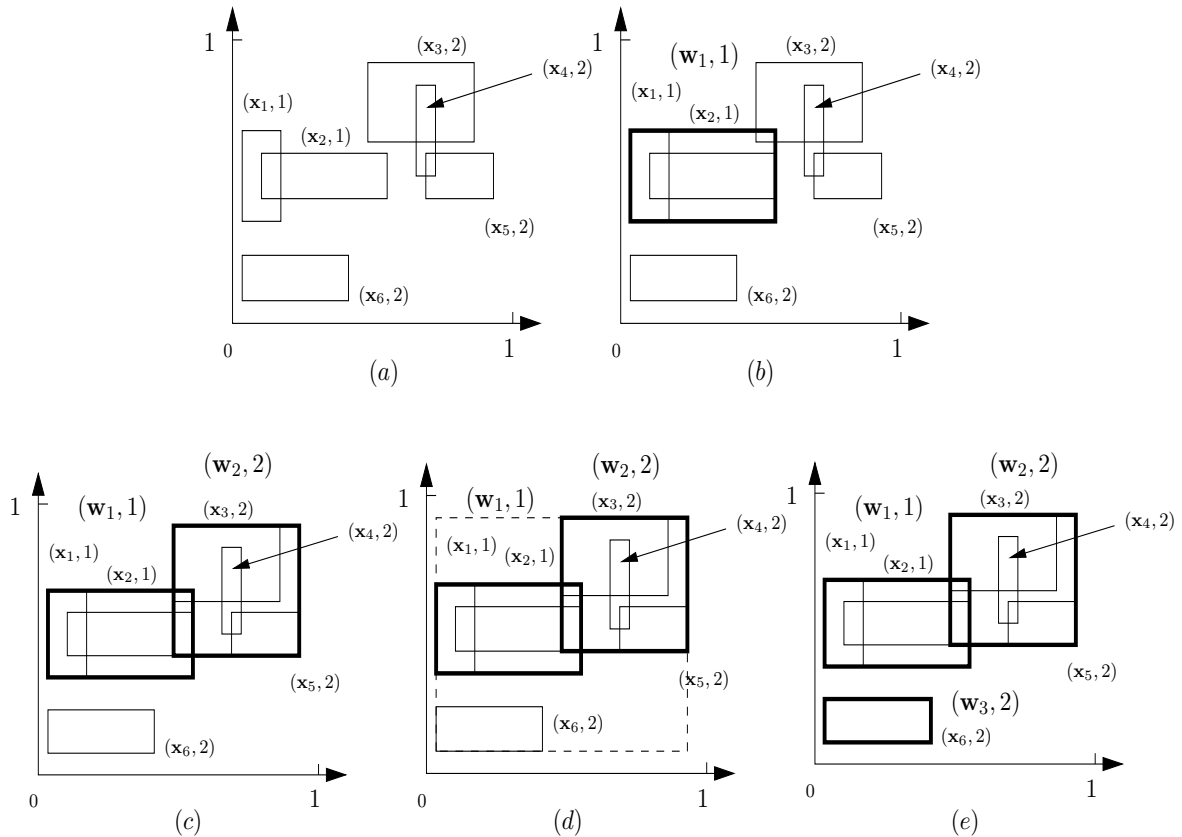 1
(x₃, 2)
(x₄, 2)
(x₁, 1)
(x₂, 1)
(x₅, 2)
(x₆, 2)
0
1
(a)
1
(w₁, 1)
(x₃, 2)
(x₄, 2)
(x₁, 1)
(x₂, 1)
(x₅, 2)
(x₆, 2)
0
1
(b)
(w₂, 2)
1
(w₁, 1)
(x₃, 2)
(x₄, 2)
(x₁, 1)
(x₂, 1)
(x₅, 2)
(x₆, 2)
0
1
(c)
(w₂, 2)
1
(w₁, 1)
(x₃, 2)
(x₄, 2)
(x₁, 1)
(x₂, 1)
(x₅, 2)
(x₆, 2)
0
1
(d)
(w₂, 2)
1
(w₁, 1)
(x₃, 2)
(x₄, 2)
(x₁, 1)
(x₂, 1)
(x₅, 2)
(w₃, 2)
(x₆, 2)
0
1
(e)